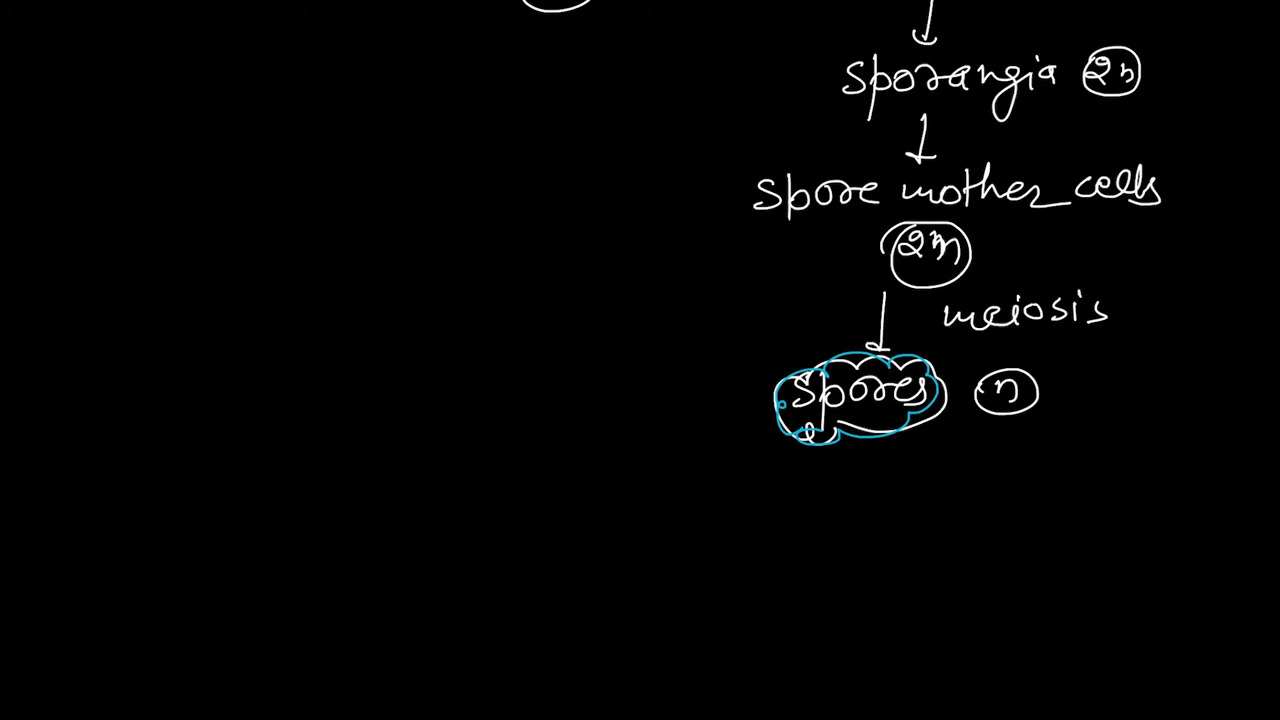 Sporangia 2n
Spore mother cells
2n
meiosis
Spores n